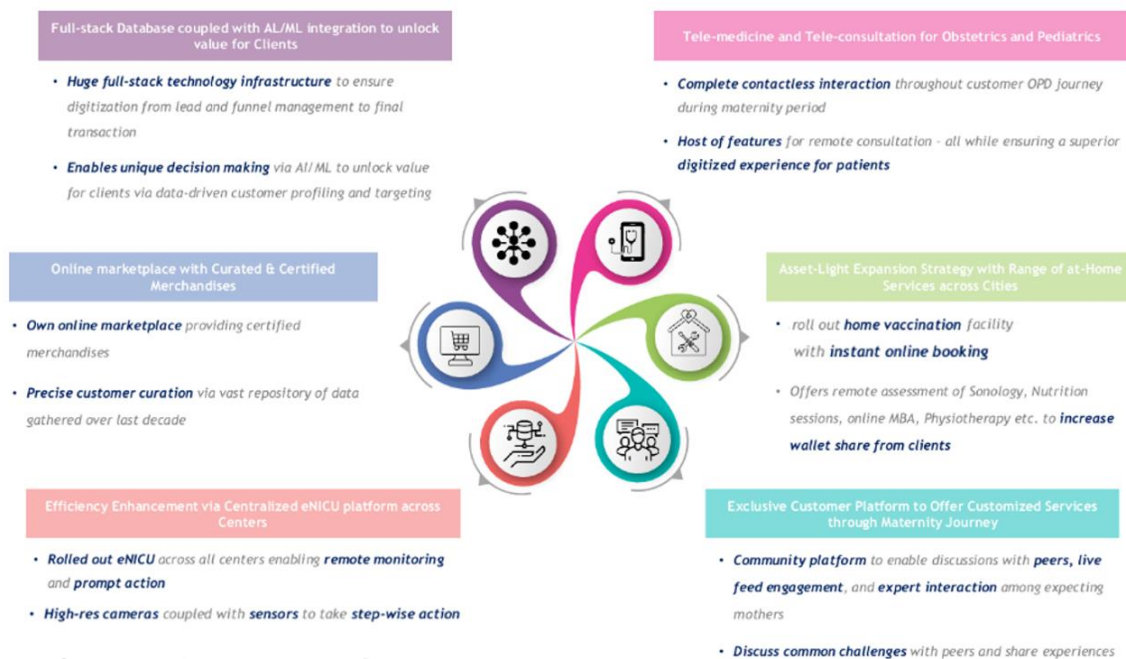 Full-stack Database coupled with AL/ML integration to unlock
value for Clients
• Huge full-stack technology infrastructure to ensure
digitization from lead and funnel management to final
transaction
• Enables unique decision making via AI/ML to unlock value
for clients via data-driven customer profiling and targeting
Tele-medicine and Tele-consultation for Obstetrics and Pediatrics
• Complete contactless interaction throughout customer OPD journey
during maternity period
• Host of features for remote consultation - all while ensuring a superior
digitized experience for patients
Online marketplace with Curated & Certified
Merchandises
• Own online marketplace providing certified
merchandises
• Precise customer curation via vast repository of data
gathered over last decade
Asset-Light Expansion Strategy with Range of at-Home
Services across Cities
• roll out home vaccination facility
with instant online booking
• Offers remote assessment of Sonology, Nutrition
sessions, online MBA, Physiotherapy etc. to increase
wallet share from clients
Efficiency Enhancement via Centralized eNICU platform across
Centers
• Rolled out eNICU across all centers enabling remote monitoring
and prompt action
• High-res cameras coupled with sensors to take step-wise action
Exclusive Customer Platform to Offer Customized Services
through Maternity Journey
• Community platform to enable discussions with peers, live
feed engagement, and expert interaction among expecting
mothers
• Discuss common challenges with peers and share experiences